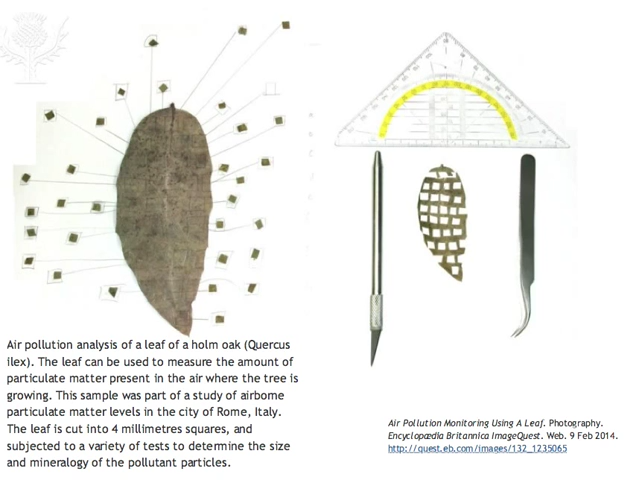 Air pollution analysis of a leaf of a holm oak (Quercus
ilex). The leaf can be used to measure the amount of
particulate matter present in the air where the tree is
growing. This sample was part of a study of airborne
particulate matter levels in the city of Rome, Italy.
The leaf is cut into 4 millimetres squares, and
subjected to a variety of tests to determine the size
and mineralogy of the pollutant particles.
Air Pollution Monitoring Using A Leaf. Photography.
Encyclopædia Britannica ImageQuest. Web. 9 Feb 2014.
http://quest.eb.com/images/132_1235065